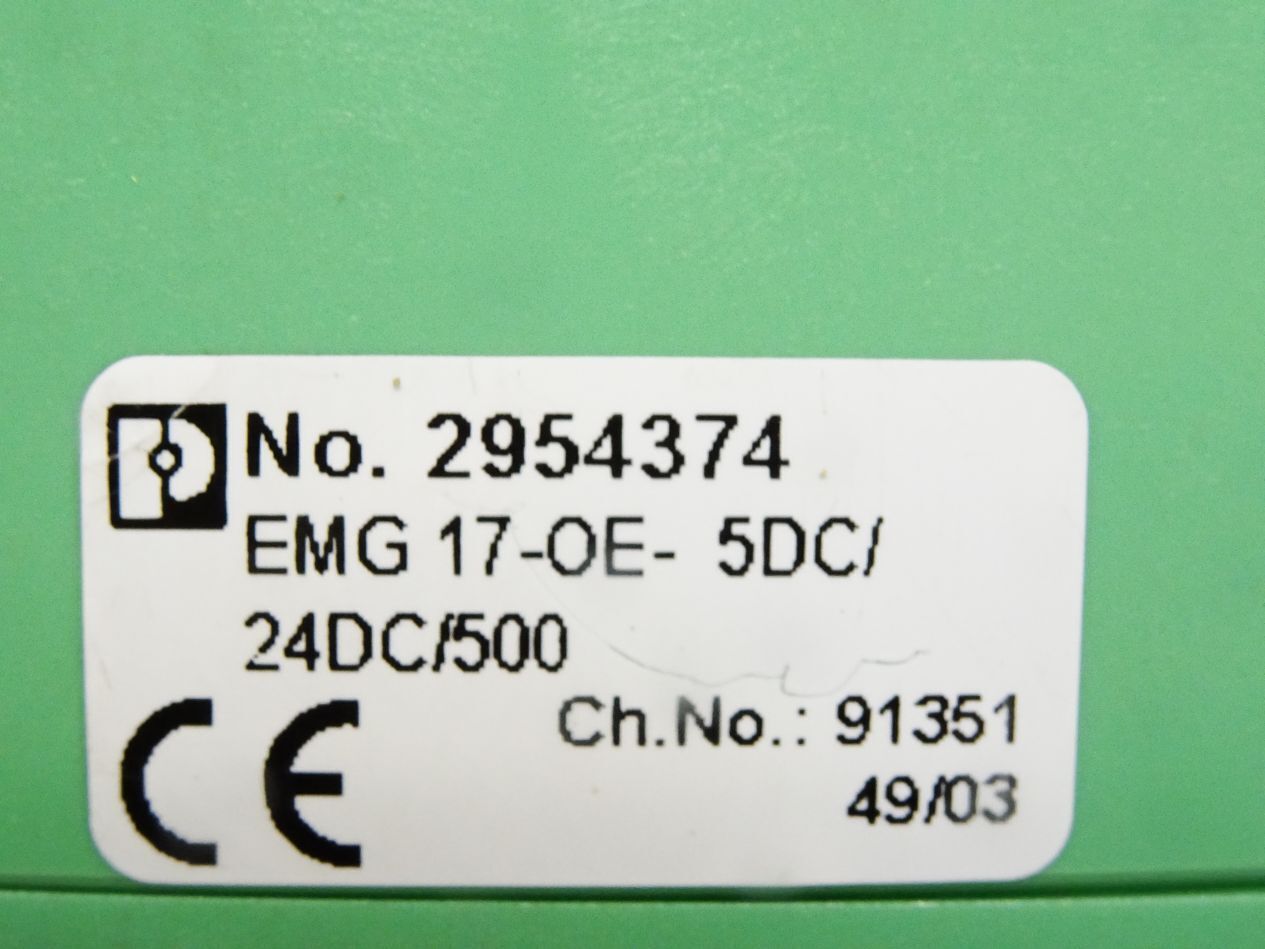 No. 2954374
EMG 17-OE- 5DC/
24DC/500
CE
Ch.No.: 91351
49/03